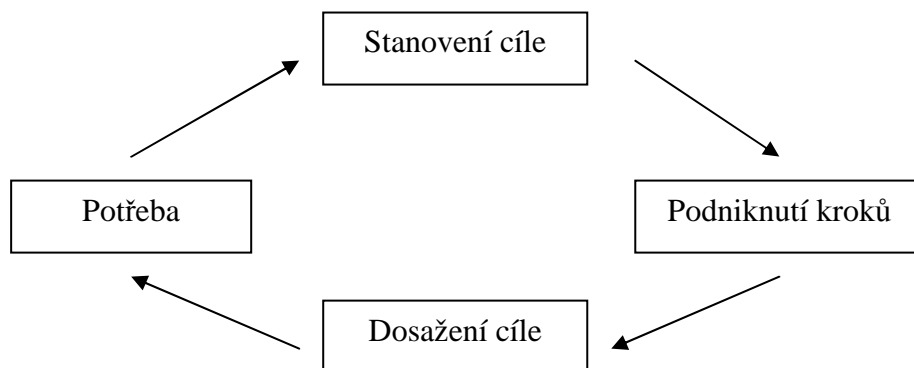 Stanovení cíle
Potřeba
Podniknutí kroků
Dosažení cíle